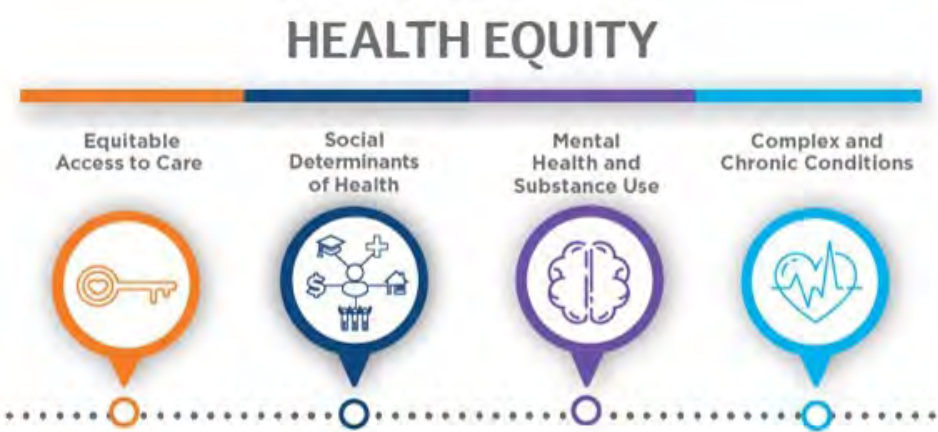 HEALTH EQUITY
Equitable
Access to Care
Social
Determinants
of Health
Mental
Health and
Substance Use
Complex and
Chronic Conditions
$